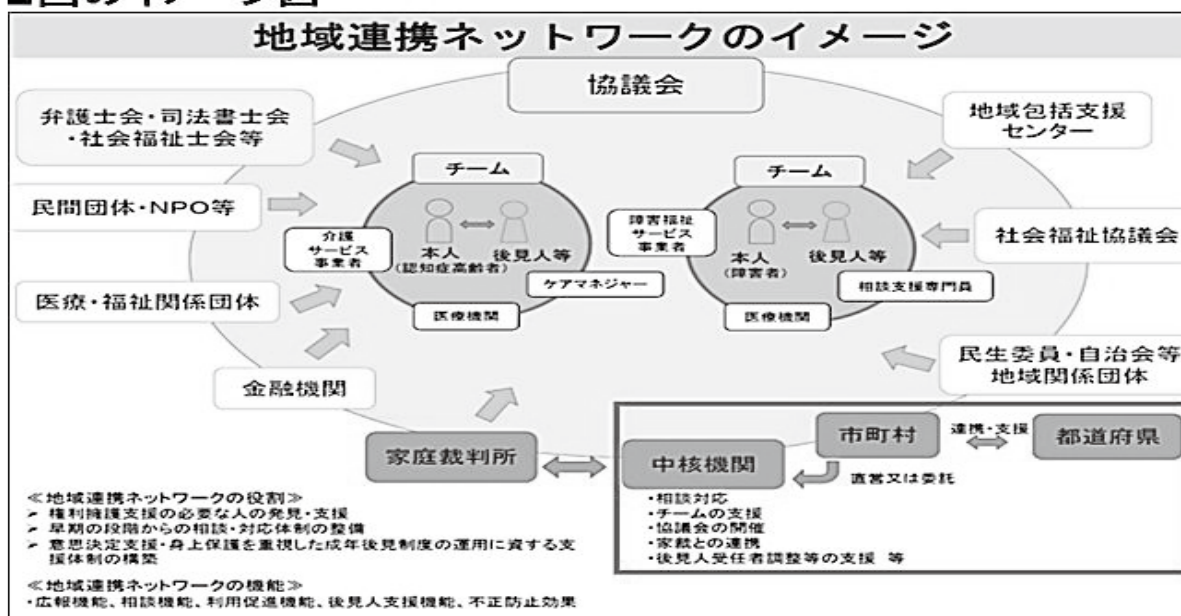 地域連携ネットワークのイメージ
協議会
弁護士会・司法書士会
・社会福祉士会等
地域包括支援
センター
チーム
チーム
民間団体・NPO等
介護
サービス
事業者
本人
(認知症高齢者)
後見人等
ケアマネジャー
医療機関
障害福祉
サービス
事業者
本人
(障害者)
後見人等
相談支援専門員
医療機関
社会福祉協議会
医療・福祉関係団体
金融機関
民生委員・自治会等
地域関係団体
家庭裁判所
中核機関
市町村
連携・支援
都道府県
直営又は委託
・相談対応
・チームの支援
・協議会の開催
・家裁との連携
・後見人受任者調整等の支援 等
≪地域連携ネットワークの役割≫
➢ 権利擁護支援の必要な人の発見・支援
➢ 早期の段階からの相談・対応体制の整備
➢ 意思決定支援・身上保護を重視した成年後見制度の運用に資する支
援体制の構築
≪地域連携ネットワークの機能≫
・広報機能、相談機能、利用促進機能、後見人支援機能、不正防止効果